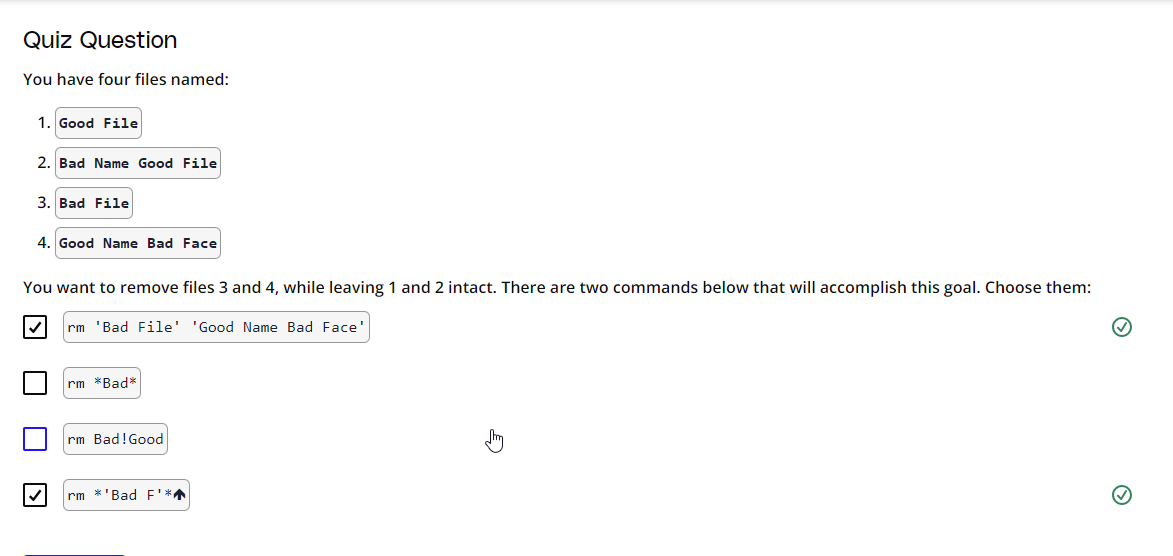 Quiz Question
You have four files named:
1. Good File
2. Bad Name Good File
3. Bad File
4. Good Name Bad Face
You want to remove files 3 and 4, while leaving 1 and 2 intact. There are two commands below that will accomplish this goal. Choose them:
rm 'Bad File' 'Good Name Bad Face'
rm *Bad*
rm Bad!Good
rm *'Bad F'*